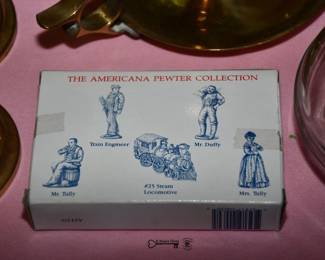 THE AMERICANA PEWTER COLLECTION
Train Engineer
Mr. Duffy
Mr. Tully
#25 Steam
Locomotive
Mrs. Tully